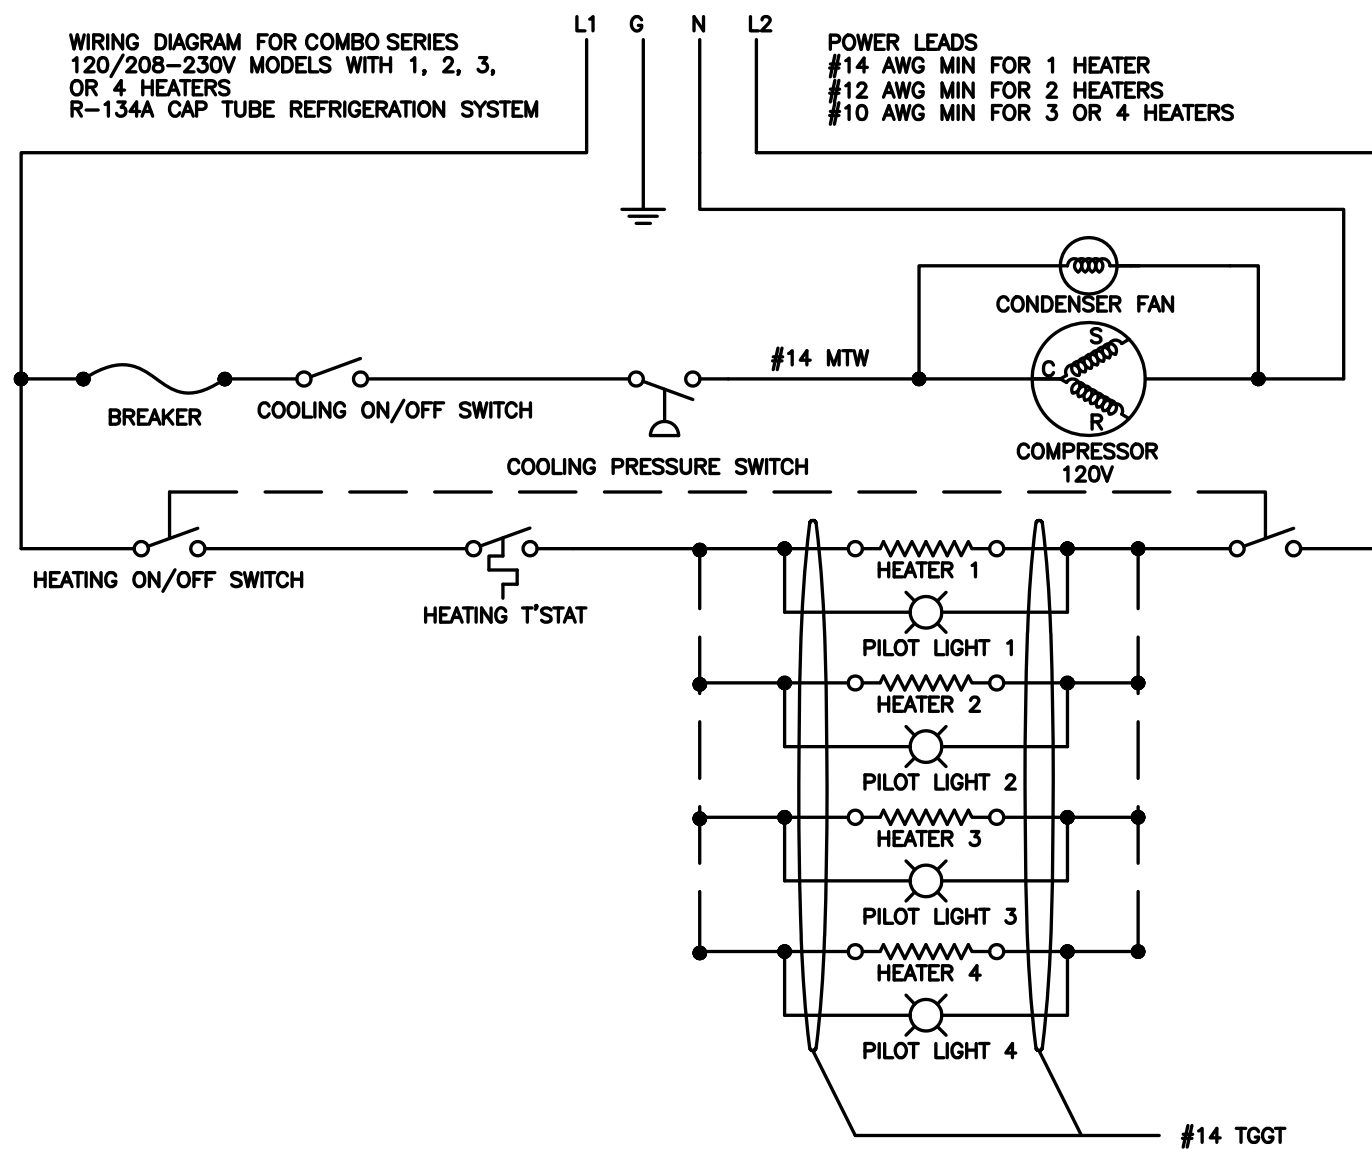 L1 G N L2
WIRING DIAGRAM FOR COMBO SERIES
120/208-230V MODELS WITH 1, 2, 3,
OR 4 HEATERS
R-134A CAP TUBE REFRIGERATION SYSTEM
POWER LEADS
#14 AWG MIN FOR 1 HEATER
#12 AWG MIN FOR 2 HEATERS
#10 AWG MIN FOR 3 OR 4 HEATERS
CONDENSER FAN
#14 MTW
S
C
R
BREAKER
COOLING ON/OFF SWITCH
COOLING PRESSURE SWITCH
COMPRESSOR
120V
HEATING ON/OFF SWITCH
HEATING T'STAT
HEATER 1
PILOT LIGHT 1
HEATER 2
PILOT LIGHT 2
HEATER 3
PILOT LIGHT 3
HEATER 4
PILOT LIGHT 4
#14 TGGT